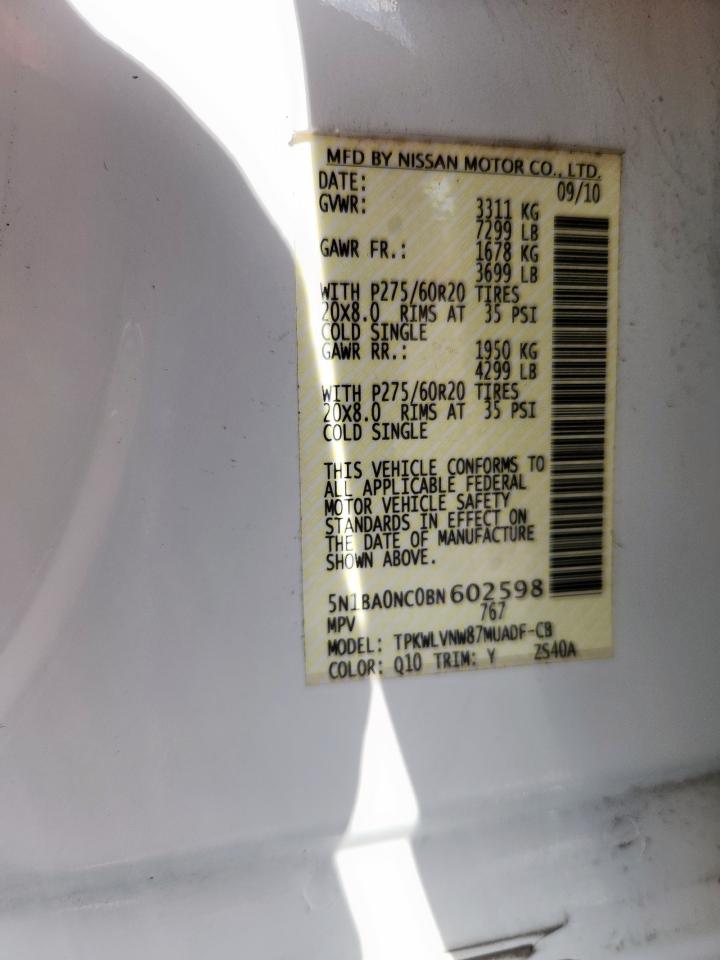 MFD BY NISSAN MOTOR CO., LTD.
DATE: 09/10
GVWR: 3311 KG
7299 LB
GAWR FR.: 1678 KG
3699 LB
WITH P275/60R20 TIRES
20X8.0 RIMS AT 35 PSI
COLD SINGLE
GAWR RR.: 1950 KG
4299 LB
WITH P275/60R20 TIRES
20X8.0 RIMS AT 35 PSI
COLD SINGLE
THIS VEHICLE CONFORMS TO
ALL APPLICABLE FEDERAL
MOTOR VEHICLE SAFETY
STANDARDS IN EFFECT ON
THE DATE OF MANUFACTURE
SHOWN ABOVE.
5N1BA0NC0BN602598
MPV 767
MODEL: TPKWLVNW87MUADF-CB
COLOR: Q10 TRIM: Y ZS40A